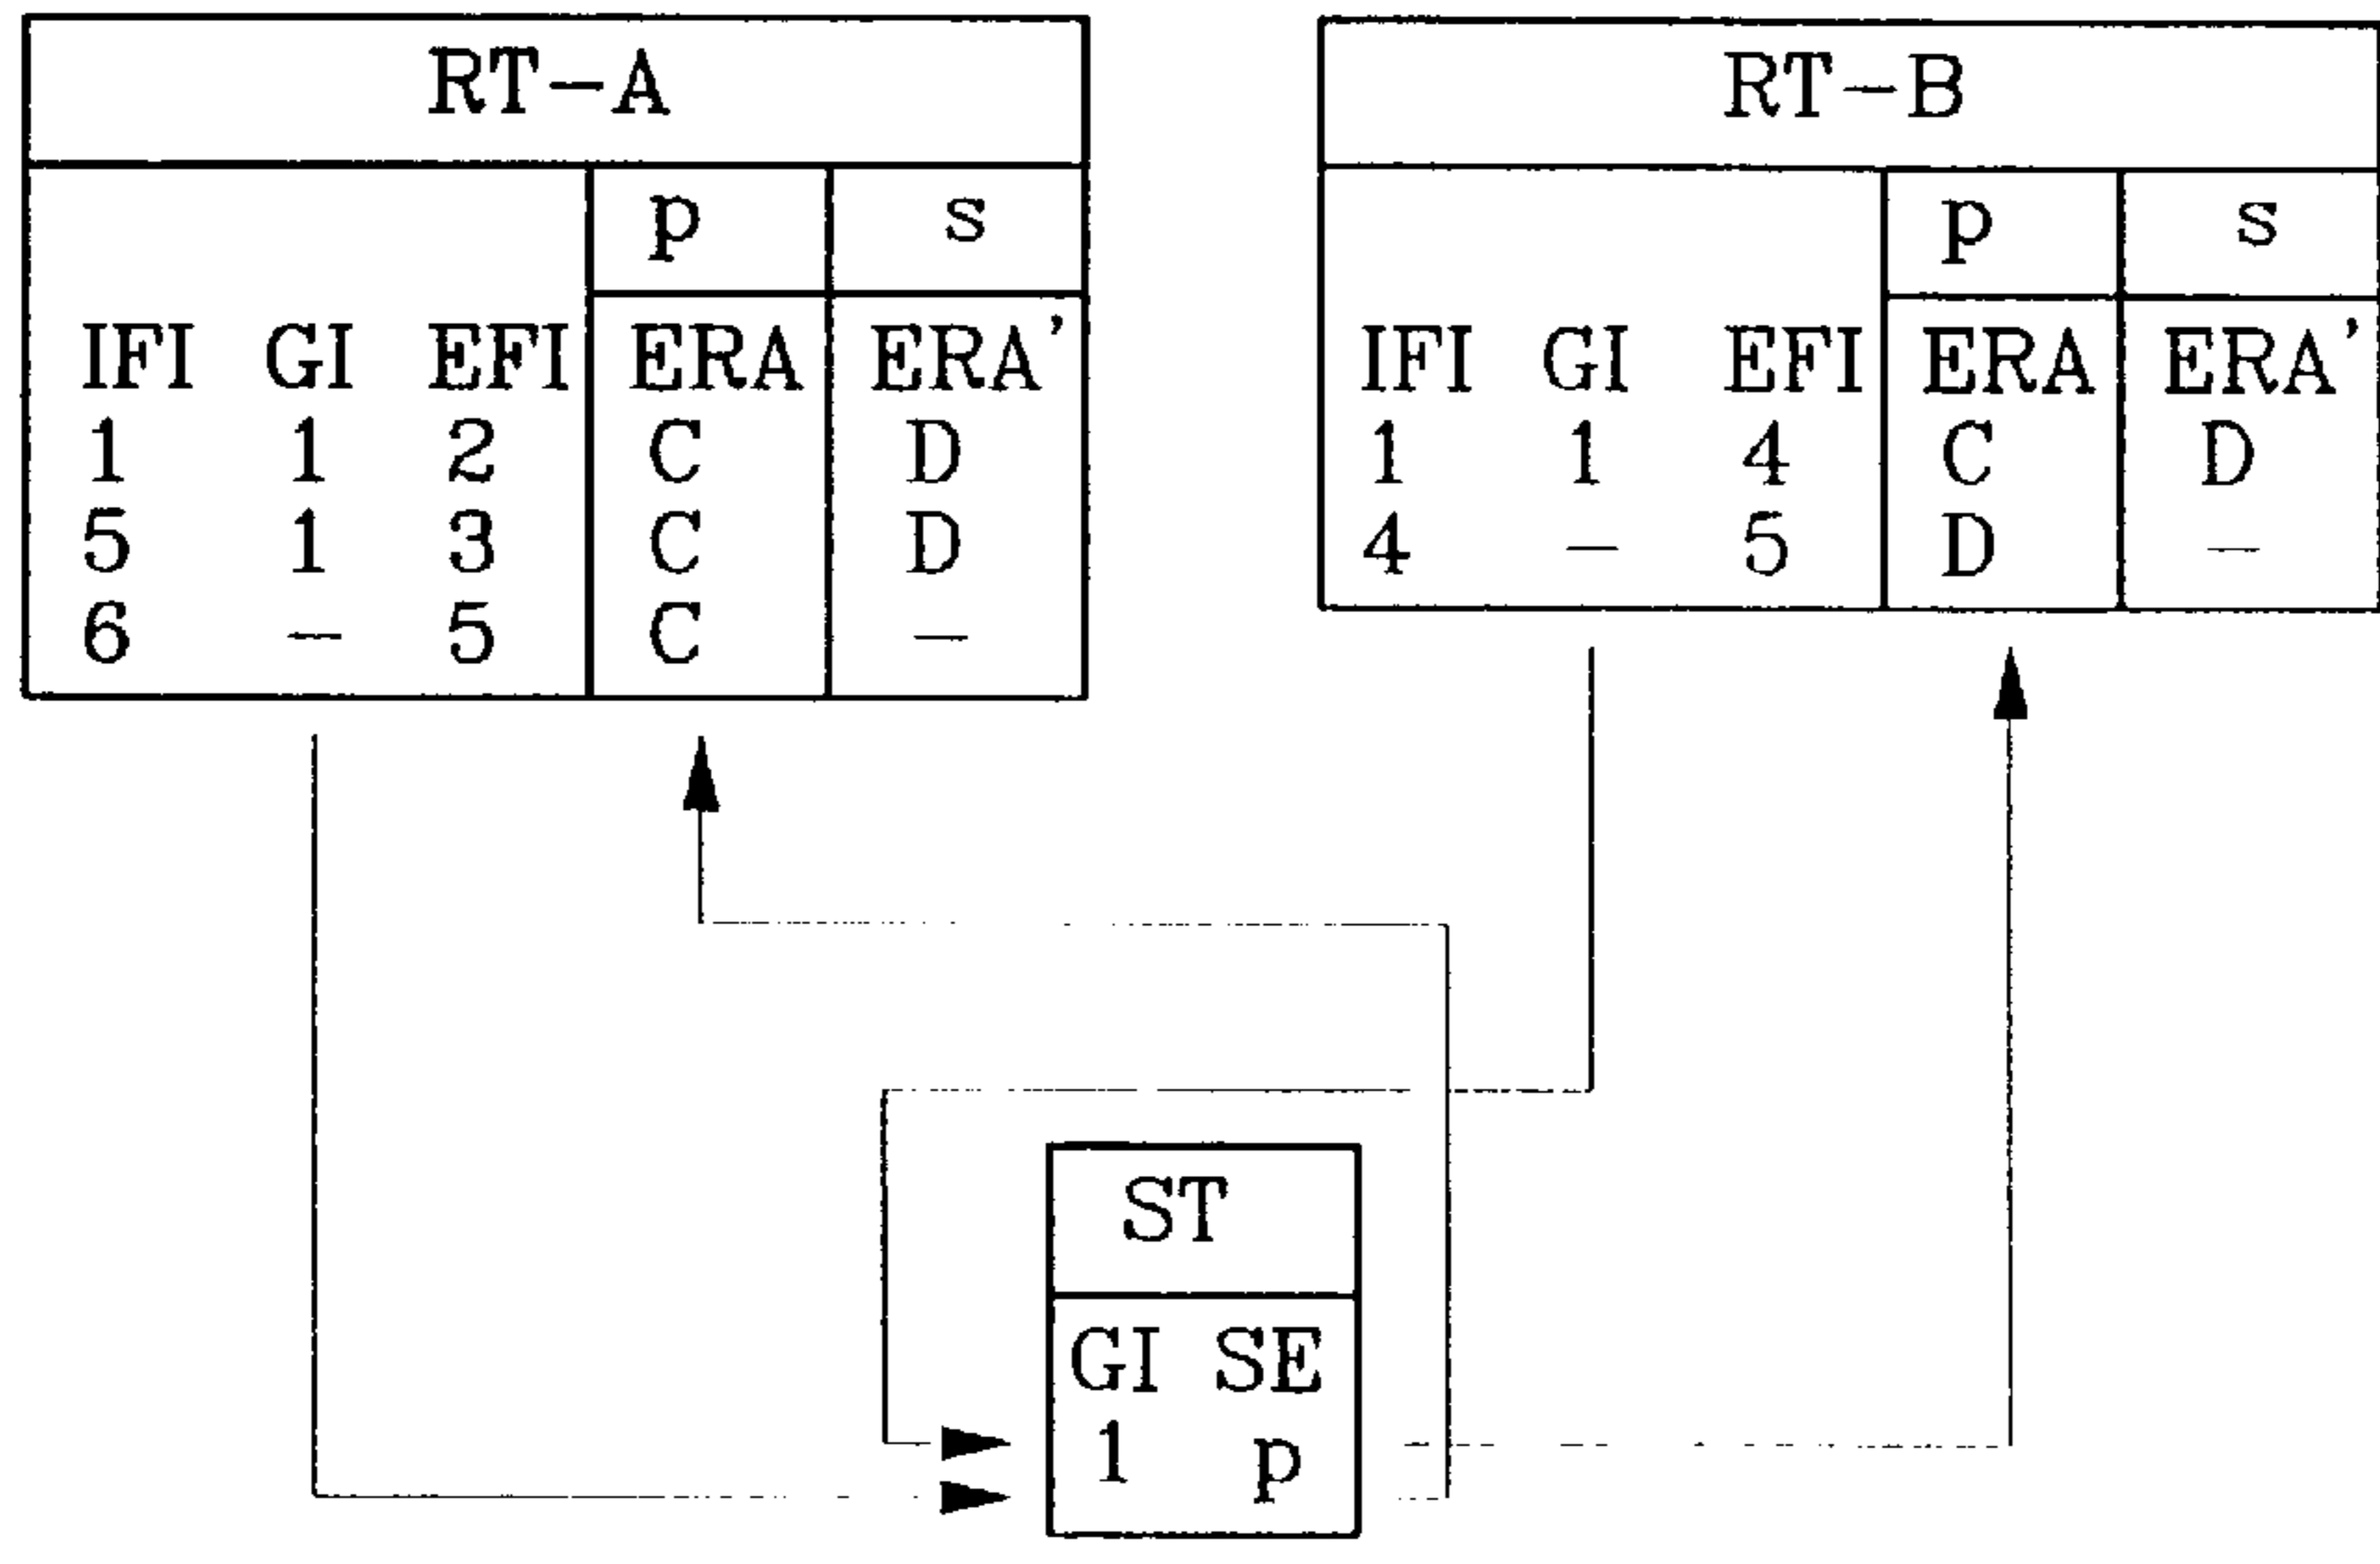 RT-A
p s
IFI GI EFI ERA ERA'
1 1 2 C D
5 1 3 C D
6 - 5 C -
RT-B
p s
IFI GI EFI ERA ERA'
1 1 4 C D
4 - 5 D -
ST
GI SE
1 p